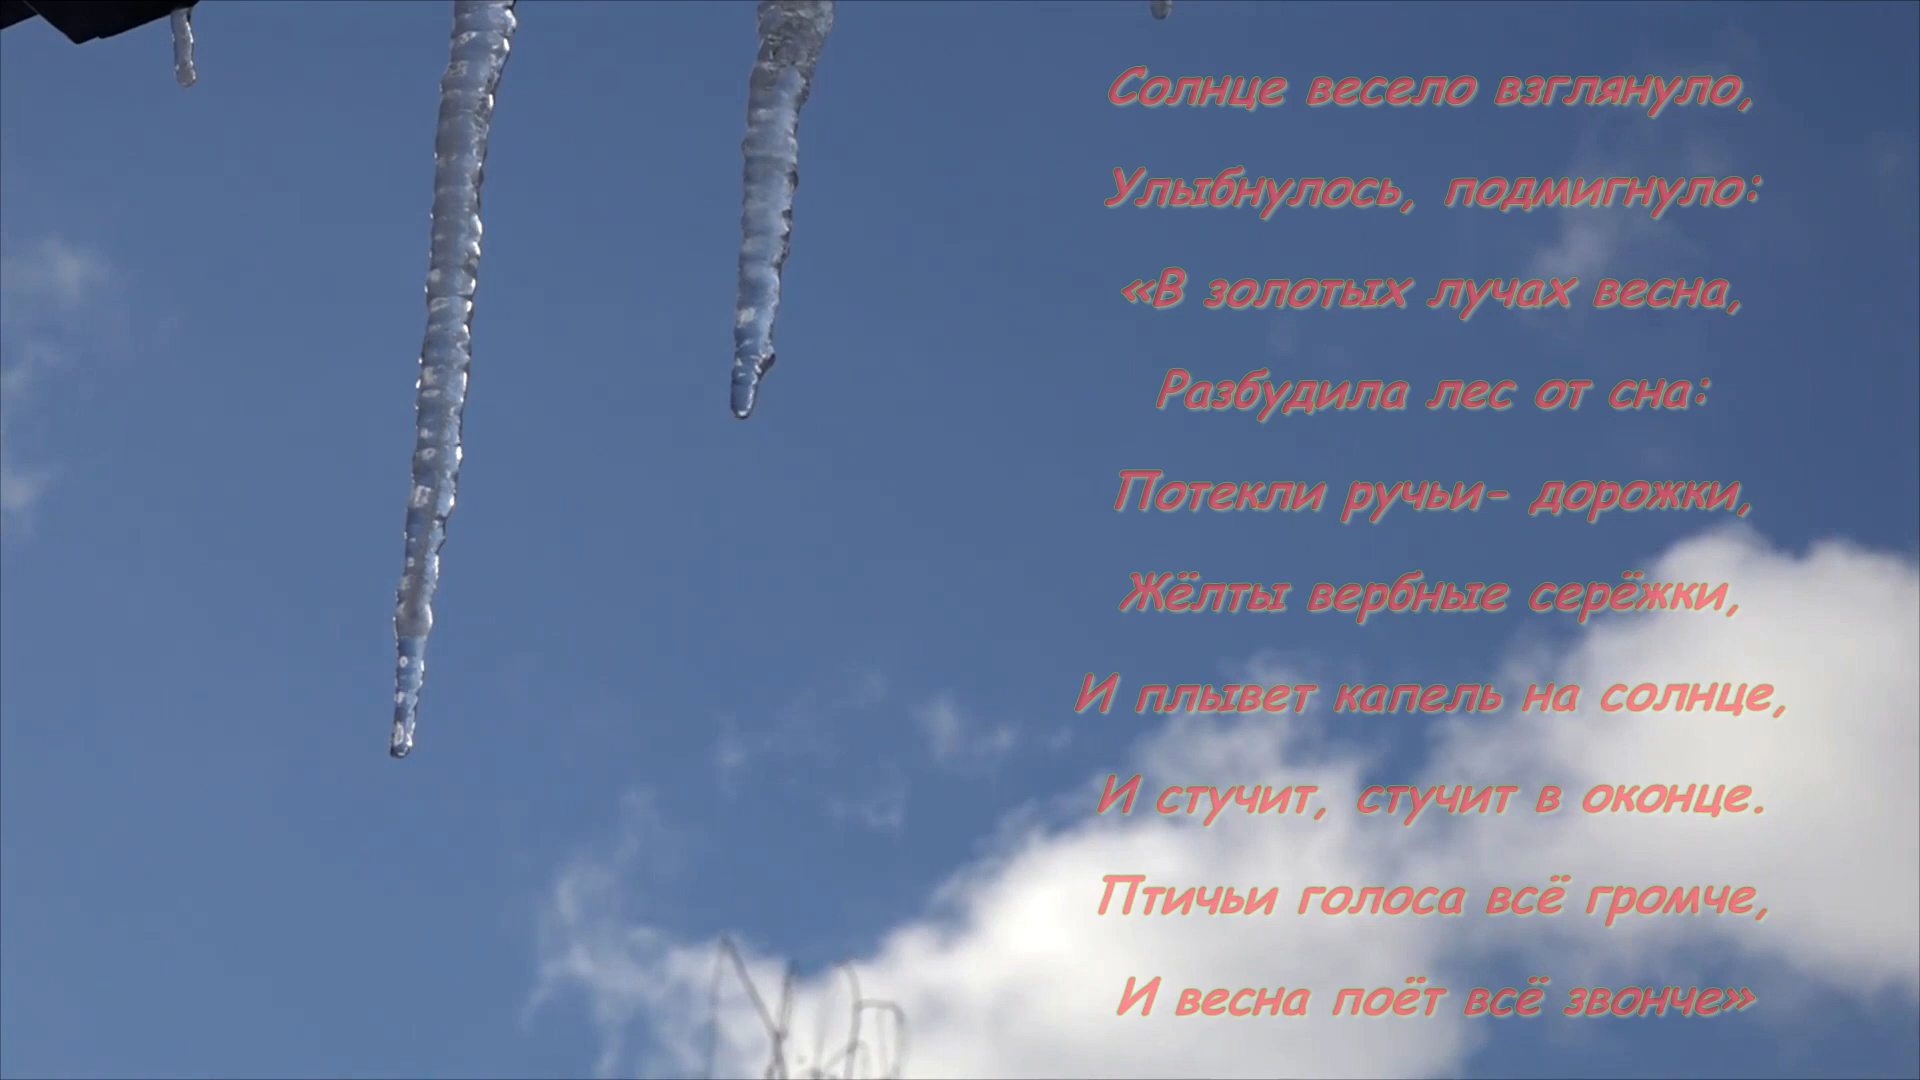 Солнце весело взглянуло,
Улыбнулось, подмигнуло:
«В золотых лучах весна,
Разбудила лес от сна:
Потекли ручьи- дорожки,
Жёлты вербные серёжки,
И плывет капель на солнце,
И стучит, стучит в оконце.
Птичьи голоса всё громче,
И весна поёт всё звонче»